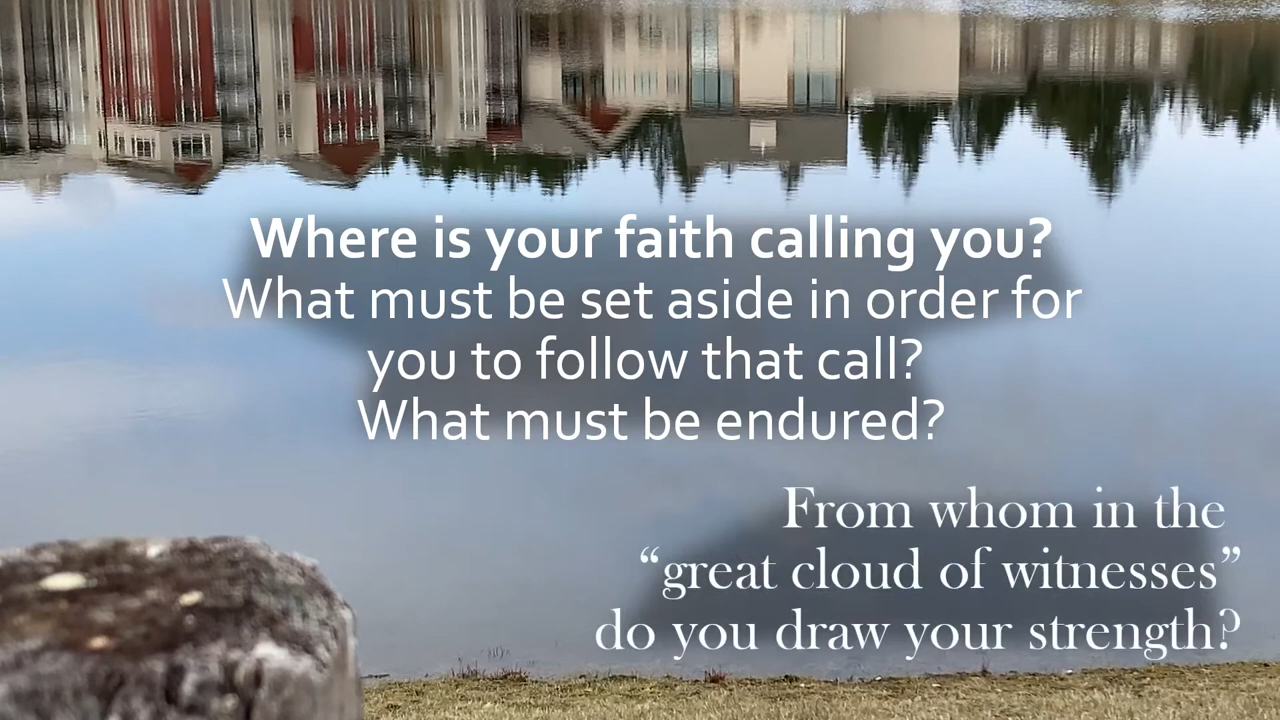 Where is your faith calling you?
What must be set aside in order for
you to follow that call?
What must be endured?
From whom in the
“great cloud of witnesses”
do you draw your strength?